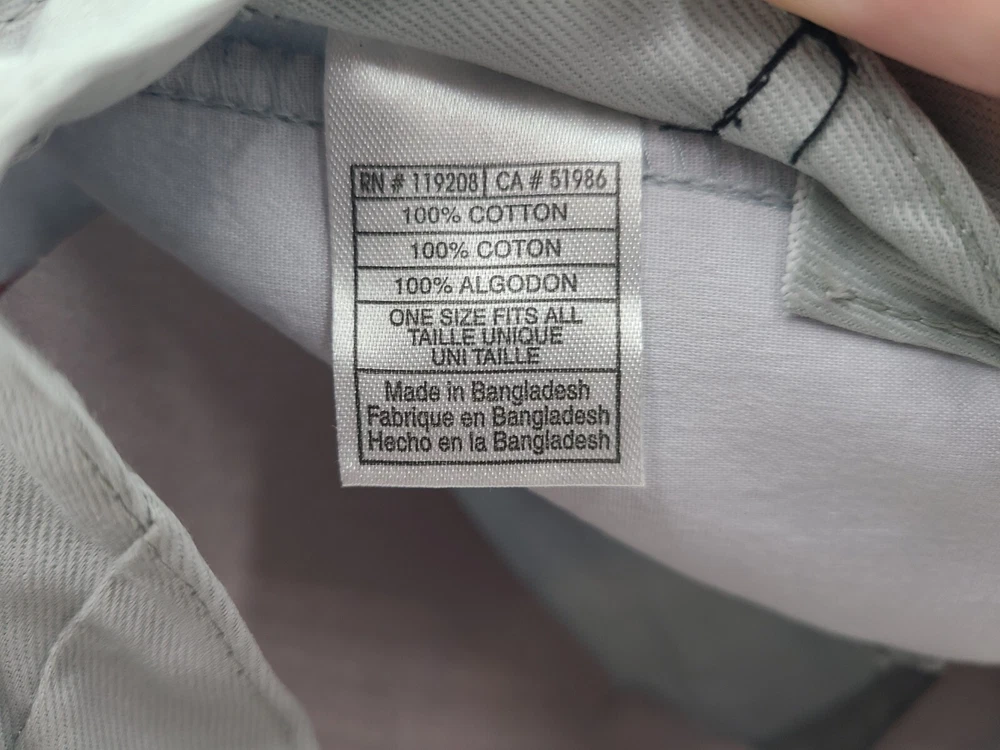 RN # 119208| CA # 51986
100% COTTON
100% COTON
100% ALGODON
ONE SIZE FITS ALL
TAILLE UNIQUE
UNI TAILLE
Made in Bangladesh
Fabrique en Bangladesh
Hecho en la Bangladesh